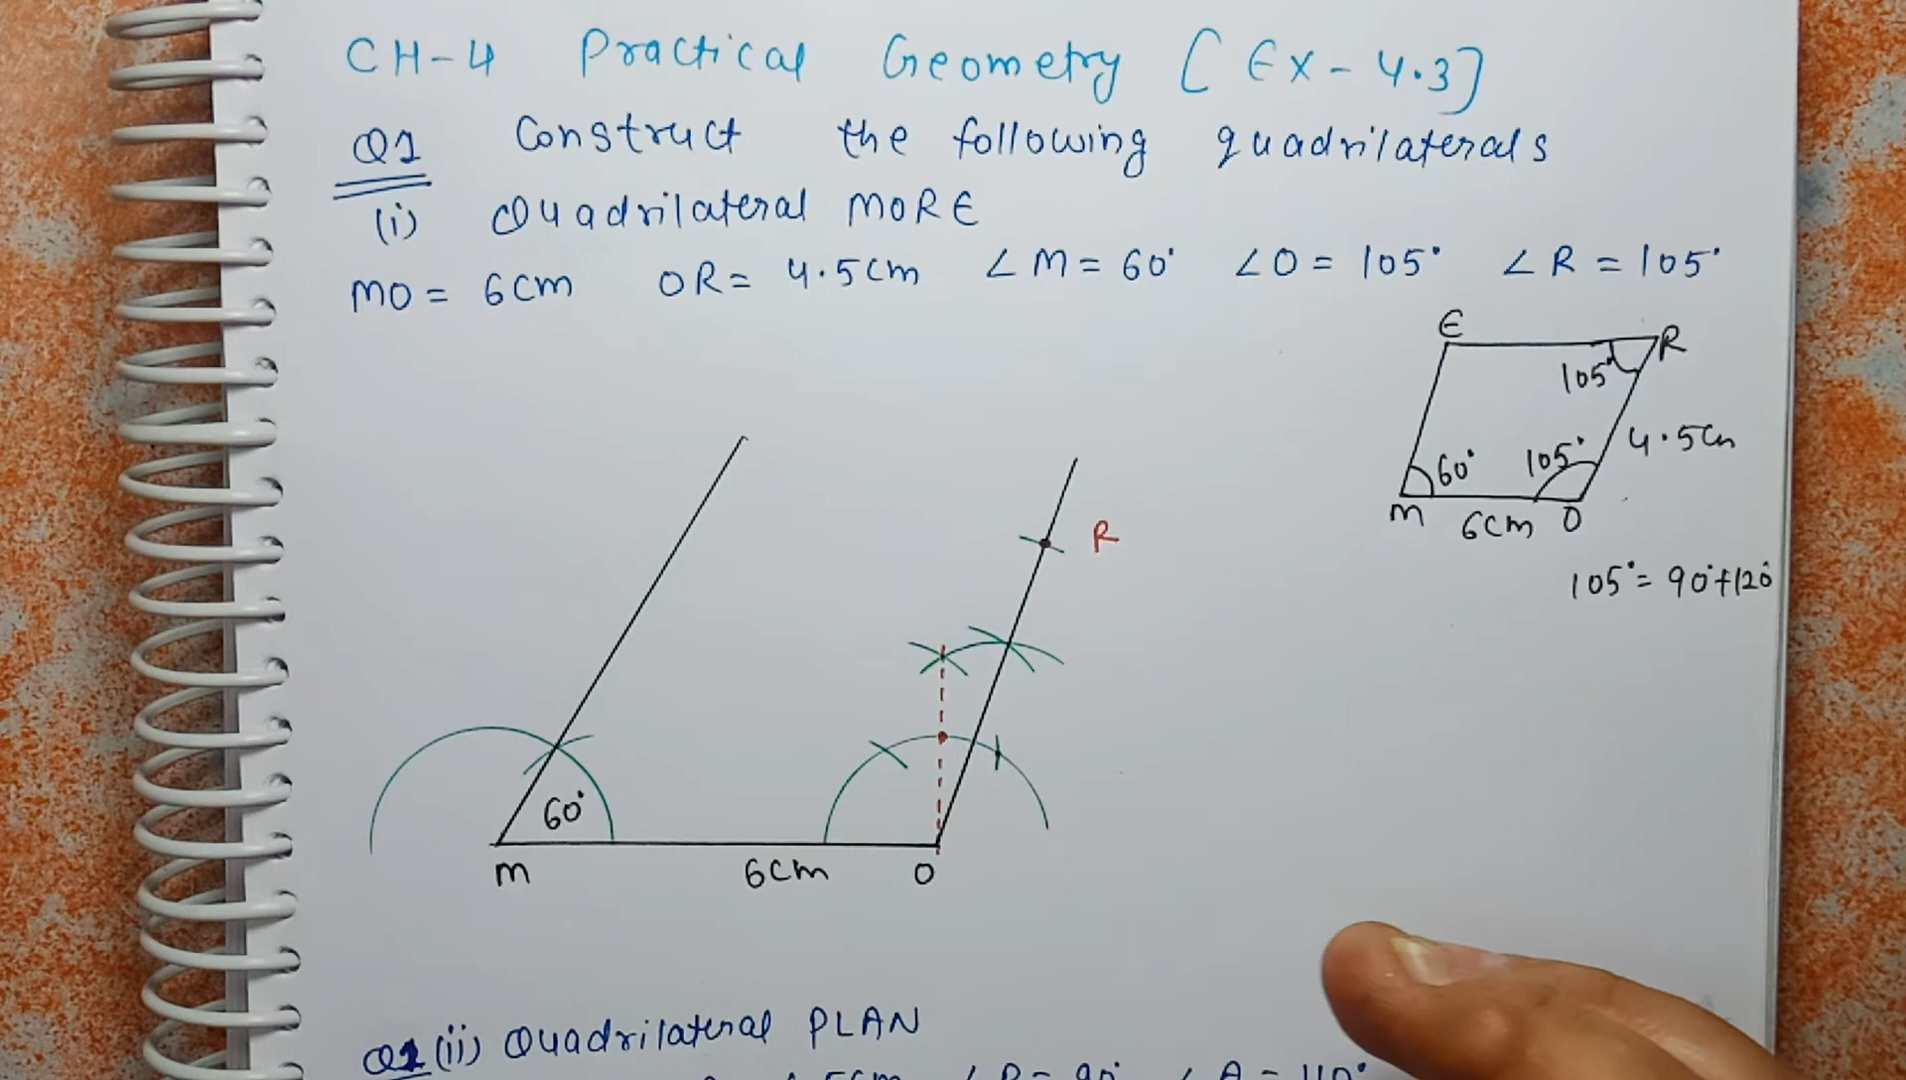 CH-4 Practical Geometry [Ex-4.3]
Q1 Construct the following quadrilaterals
(i) Quadrilateral MORE
MO = 6cm OR = 4.5cm ∠M = 60° ∠O = 105° ∠R = 105°
E R
105°
4.5cm
60° 105°
M 6cm O
105° = 90°+120°
R
60°
M 6cm O
Q1 (ii) Quadrilateral PLAN
∠A = 110°